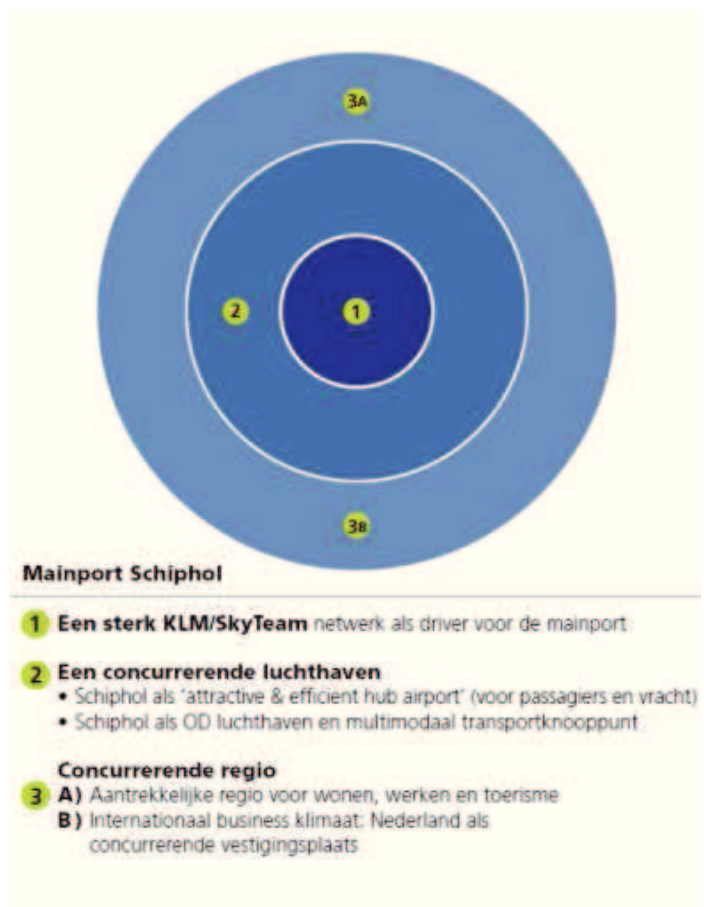 3A
2
1
3B
Mainport Schiphol
1 Een sterk KLM/SkyTeam netwerk als driver voor de mainport
2 Een concurrerende luchthaven
• Schiphol als 'attractive & efficient hub airport' (voor passagiers en vracht)
• Schiphol als OD luchthaven en multimodaal transportknooppunt
Concurrerende regio
3 A) Aantrekkelijke regio voor wonen, werken en toerisme
B) Internationaal business klimaat: Nederland als
concurrerende vestigingsplaats